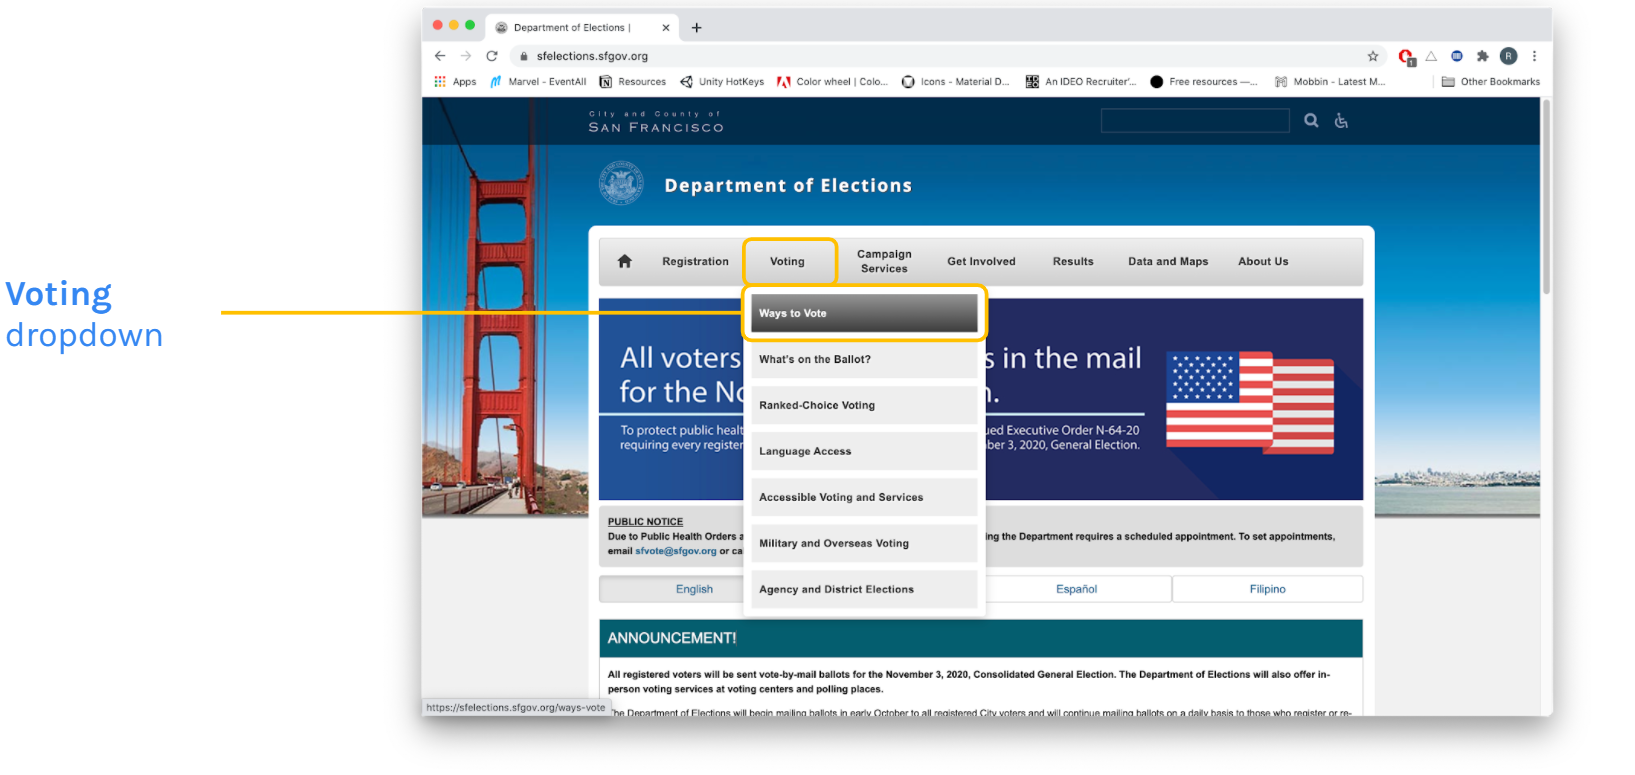 Voting
dropdown
Department of Elections |
sfelections.sfgov.org
1
R
Apps
Marvel - EventAll
Resources
Unity HotKeys
Color wheel | Colo...
Icons - Material D...
An IDEO Recruiter'...
Free resources —...
Mobbin - Latest M...
Other Bookmarks
City and County of
SAN FRANCISCO
Department of Elections
Registration
Voting
Campaign
Services
Get Involved
Results
Data and Maps
About Us
Ways to Vote
What's on the Ballot?
Ranked-Choice Voting
Language Access
Accessible Voting and Services
Military and Overseas Voting
Agency and District Elections
All voters s in the mail
for the No n.
To protect public healt ued Executive Order N-64-20
requiring every register ber 3, 2020, General Election.
PUBLIC NOTICE
Due to Public Health Orders a ing the Department requires a scheduled appointment. To set appointments,
email sfvote@sfgov.org or ca
English
Español
Filipino
ANNOUNCEMENT!
All registered voters will be sent vote-by-mail ballots for the November 3, 2020, Consolidated General Election. The Department of Elections will also offer in-
person voting services at voting centers and polling places.
https://sfelections.sfgov.org/ways-vote
The Department of Elections will begin mailing ballots in early October to all registered City voters and will continue mailing ballots on a daily basis to those who register or re-